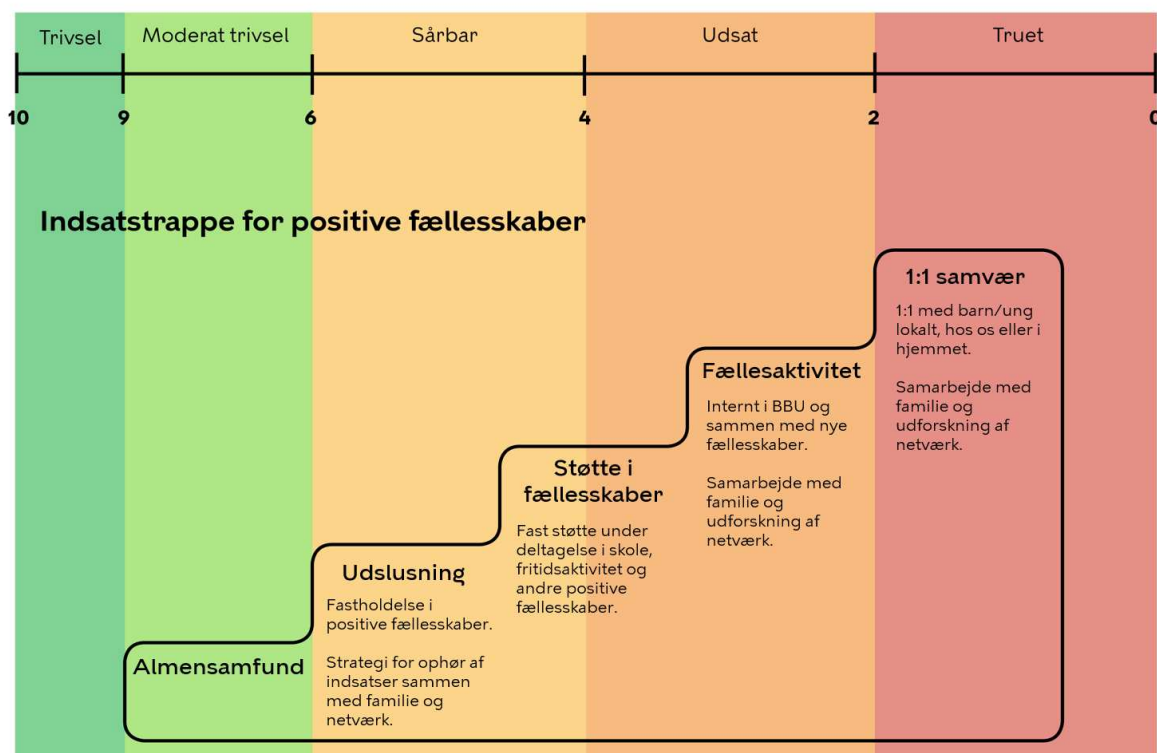 Trivsel
Moderat trivsel
Sårbar
Udsat
Truet
10
9
6
4
2
0
Indsatstrappe for positive fællesskaber
1:1 samvær
1:1 med barn/ung
lokalt, hos os eller i
hjemmet.
Samarbejde med
familie og
udforskning af
netværk.
Fællesaktivitet
Internt i BBU og
sammen med nye
fællesskaber.
Samarbejde med
familie og
udforskning af
netværk.
Støtte i
fællesskaber
Fast støtte under
deltagelse i skole,
fritidsaktivitet og
andre positive
fællesskaber.
Udslusning
Fastholdelse i
positive fællesskaber.
Strategi for ophør af
indsatser sammen
med familie og
netværk.
Almensamfund